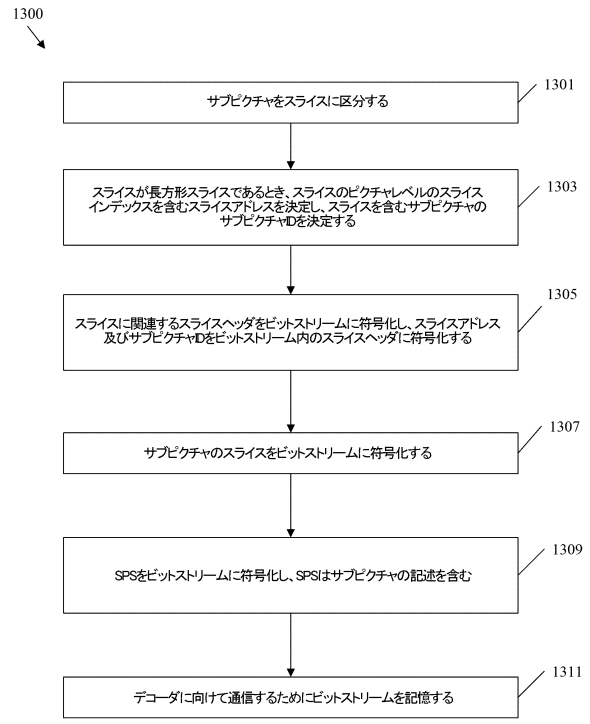 1300
サブピクチャをスライスに区分する
1301
スライスが長方形スライスであるとき、スライスのピクチャレベルのスライス
インデックスを含むスライスアドレスを決定し、スライスを含むサブピクチャの
サブピクチャIDを決定する
1303
スライスに関連するスライスヘッダをビットストリームに符号化し、スライスアドレス
及びサブピクチャIDをビットストリーム内のスライスヘッダに符号化する
1305
サブピクチャのスライスをビットストリームに符号化する
1307
SPSをビットストリームに符号化し、SPSはサブピクチャの記述を含む
1309
デコーダに向けて通信するためにビットストリームを記憶する
1311